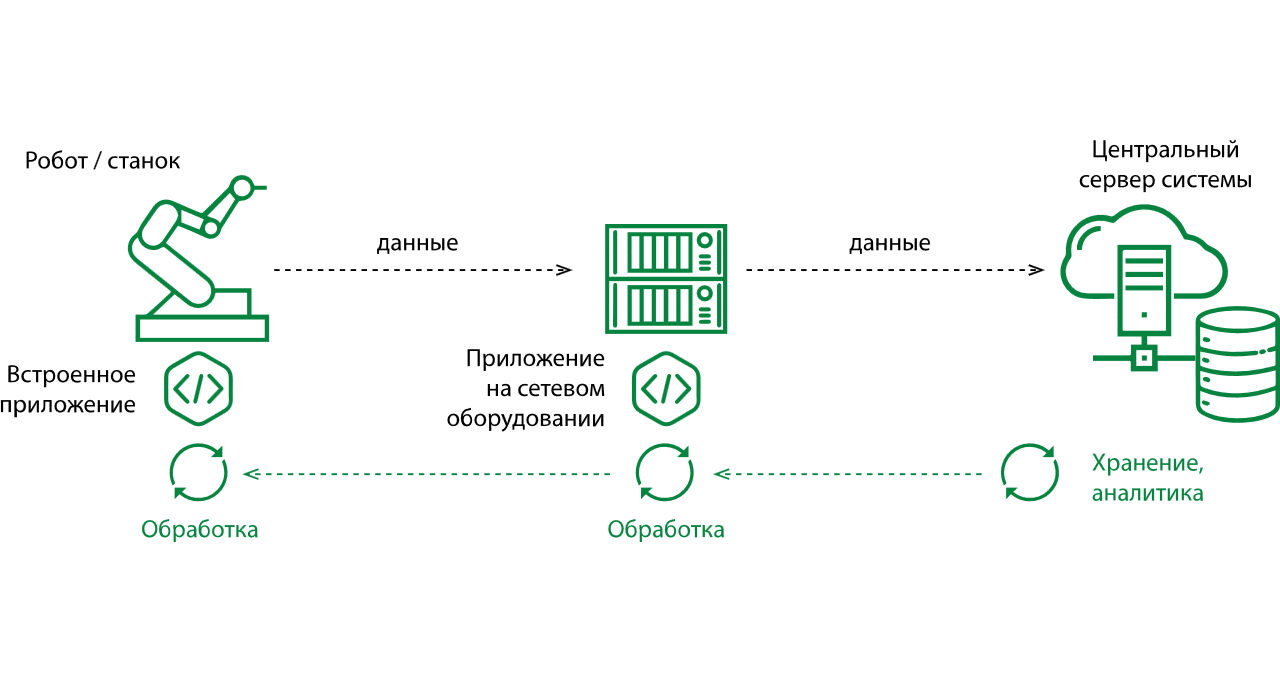 Робот / станок
Центральный
сервер системы
данные
данные
Встроенное
приложение
Приложение
на сетевом
оборудовании
Обработка
Обработка
Хранение,
аналитика